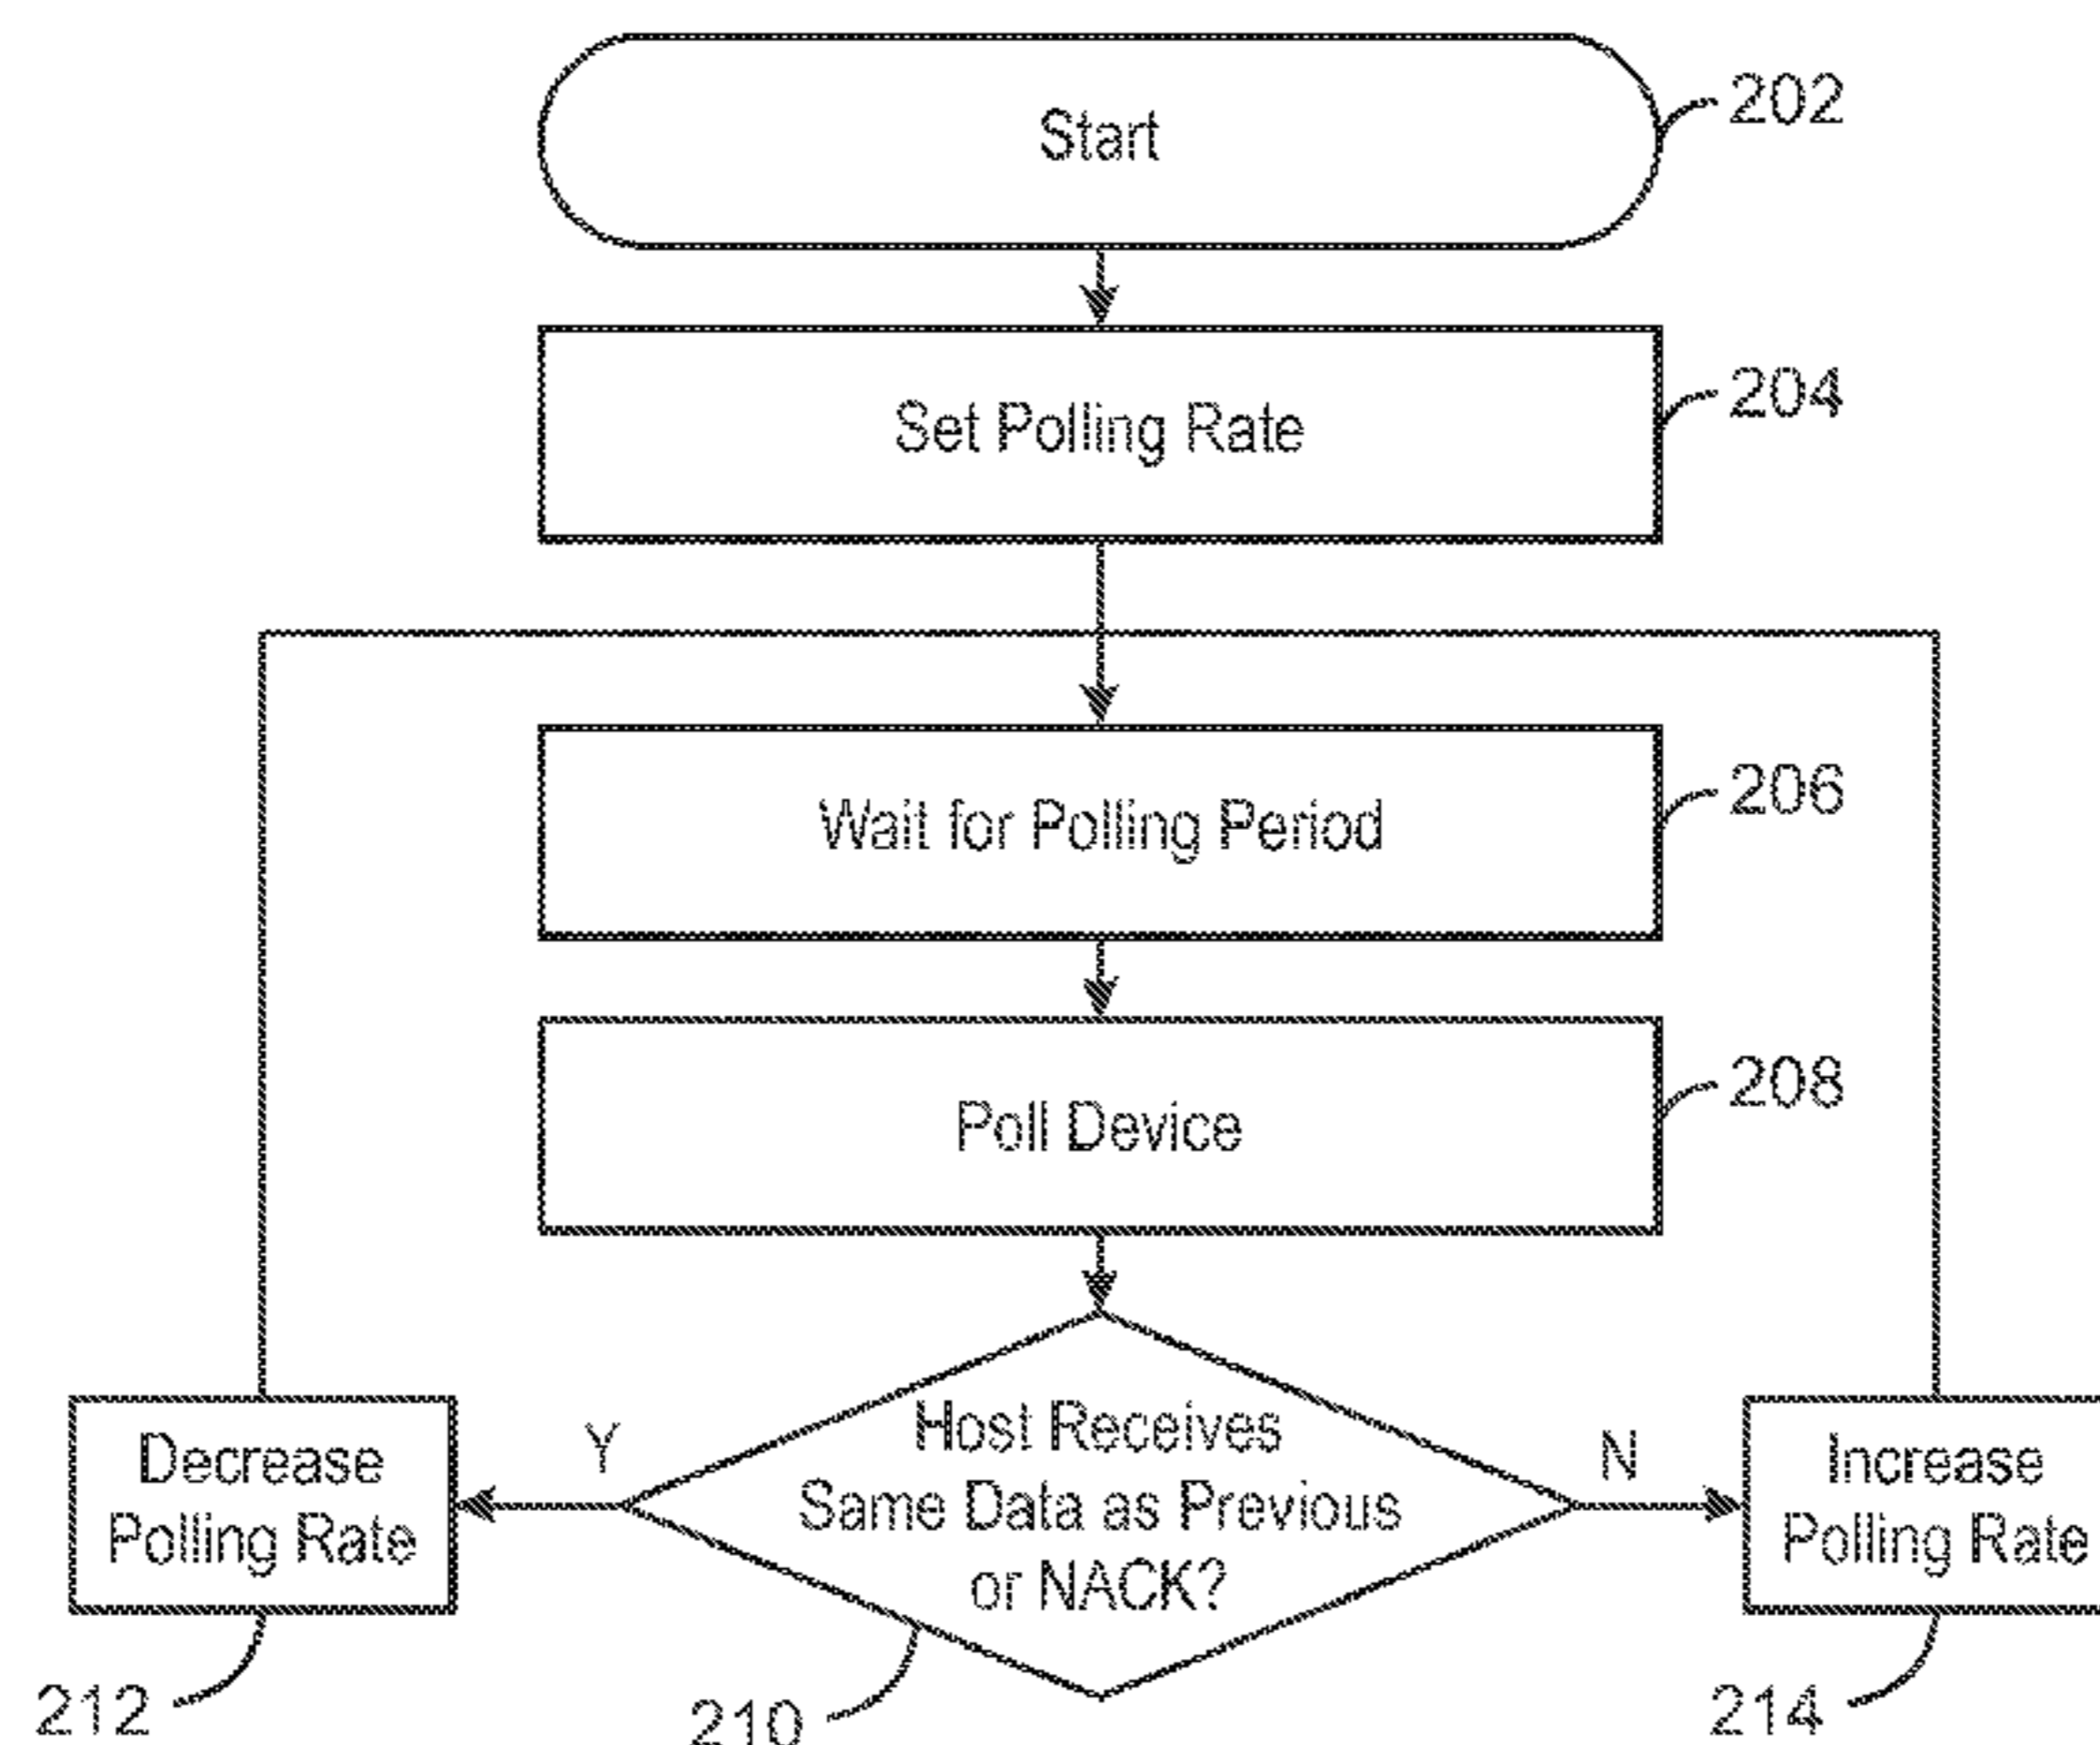 Start
202
Set Polling Rate
204
Wait for Polling Period
206
Poll Device
208
Host Receives
Same Data as Previous
or NACK?
Y
N
Decrease
Polling Rate
Increase
Polling Rate
212
210
214